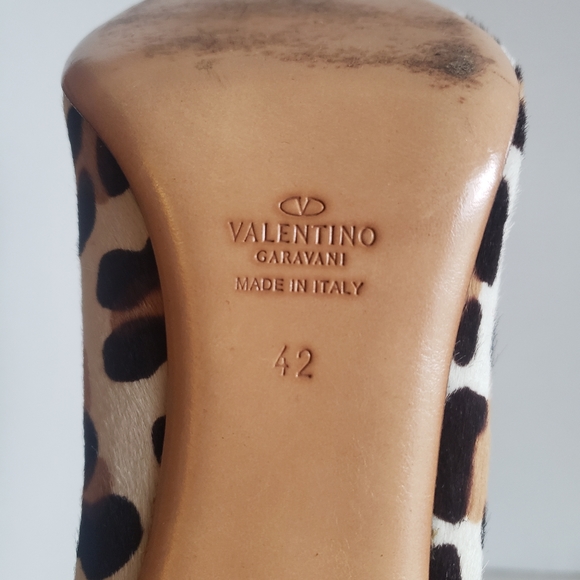 V
VALENTINO
GARAVANI
MADE IN ITALY
42